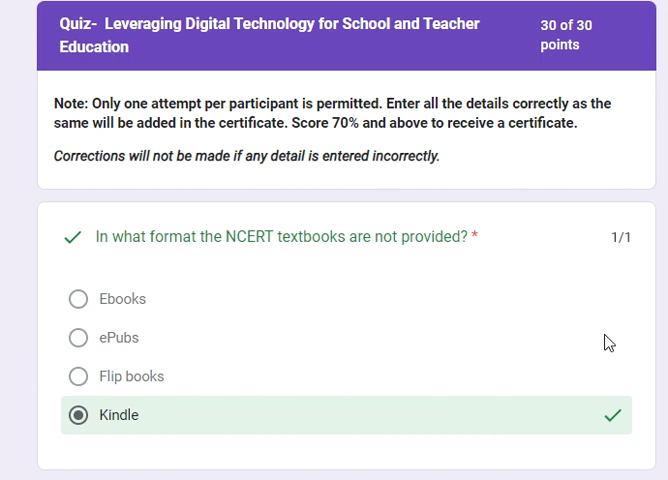 Quiz- Leveraging Digital Technology for School and Teacher
Education
30 of 30
points
Note: Only one attempt per participant is permitted. Enter all the details correctly as the
same will be added in the certificate. Score 70% and above to receive a certificate.
Corrections will not be made if any detail is entered incorrectly.
In what format the NCERT textbooks are not provided? *
1/1
Ebooks
ePubs
Flip books
Kindle